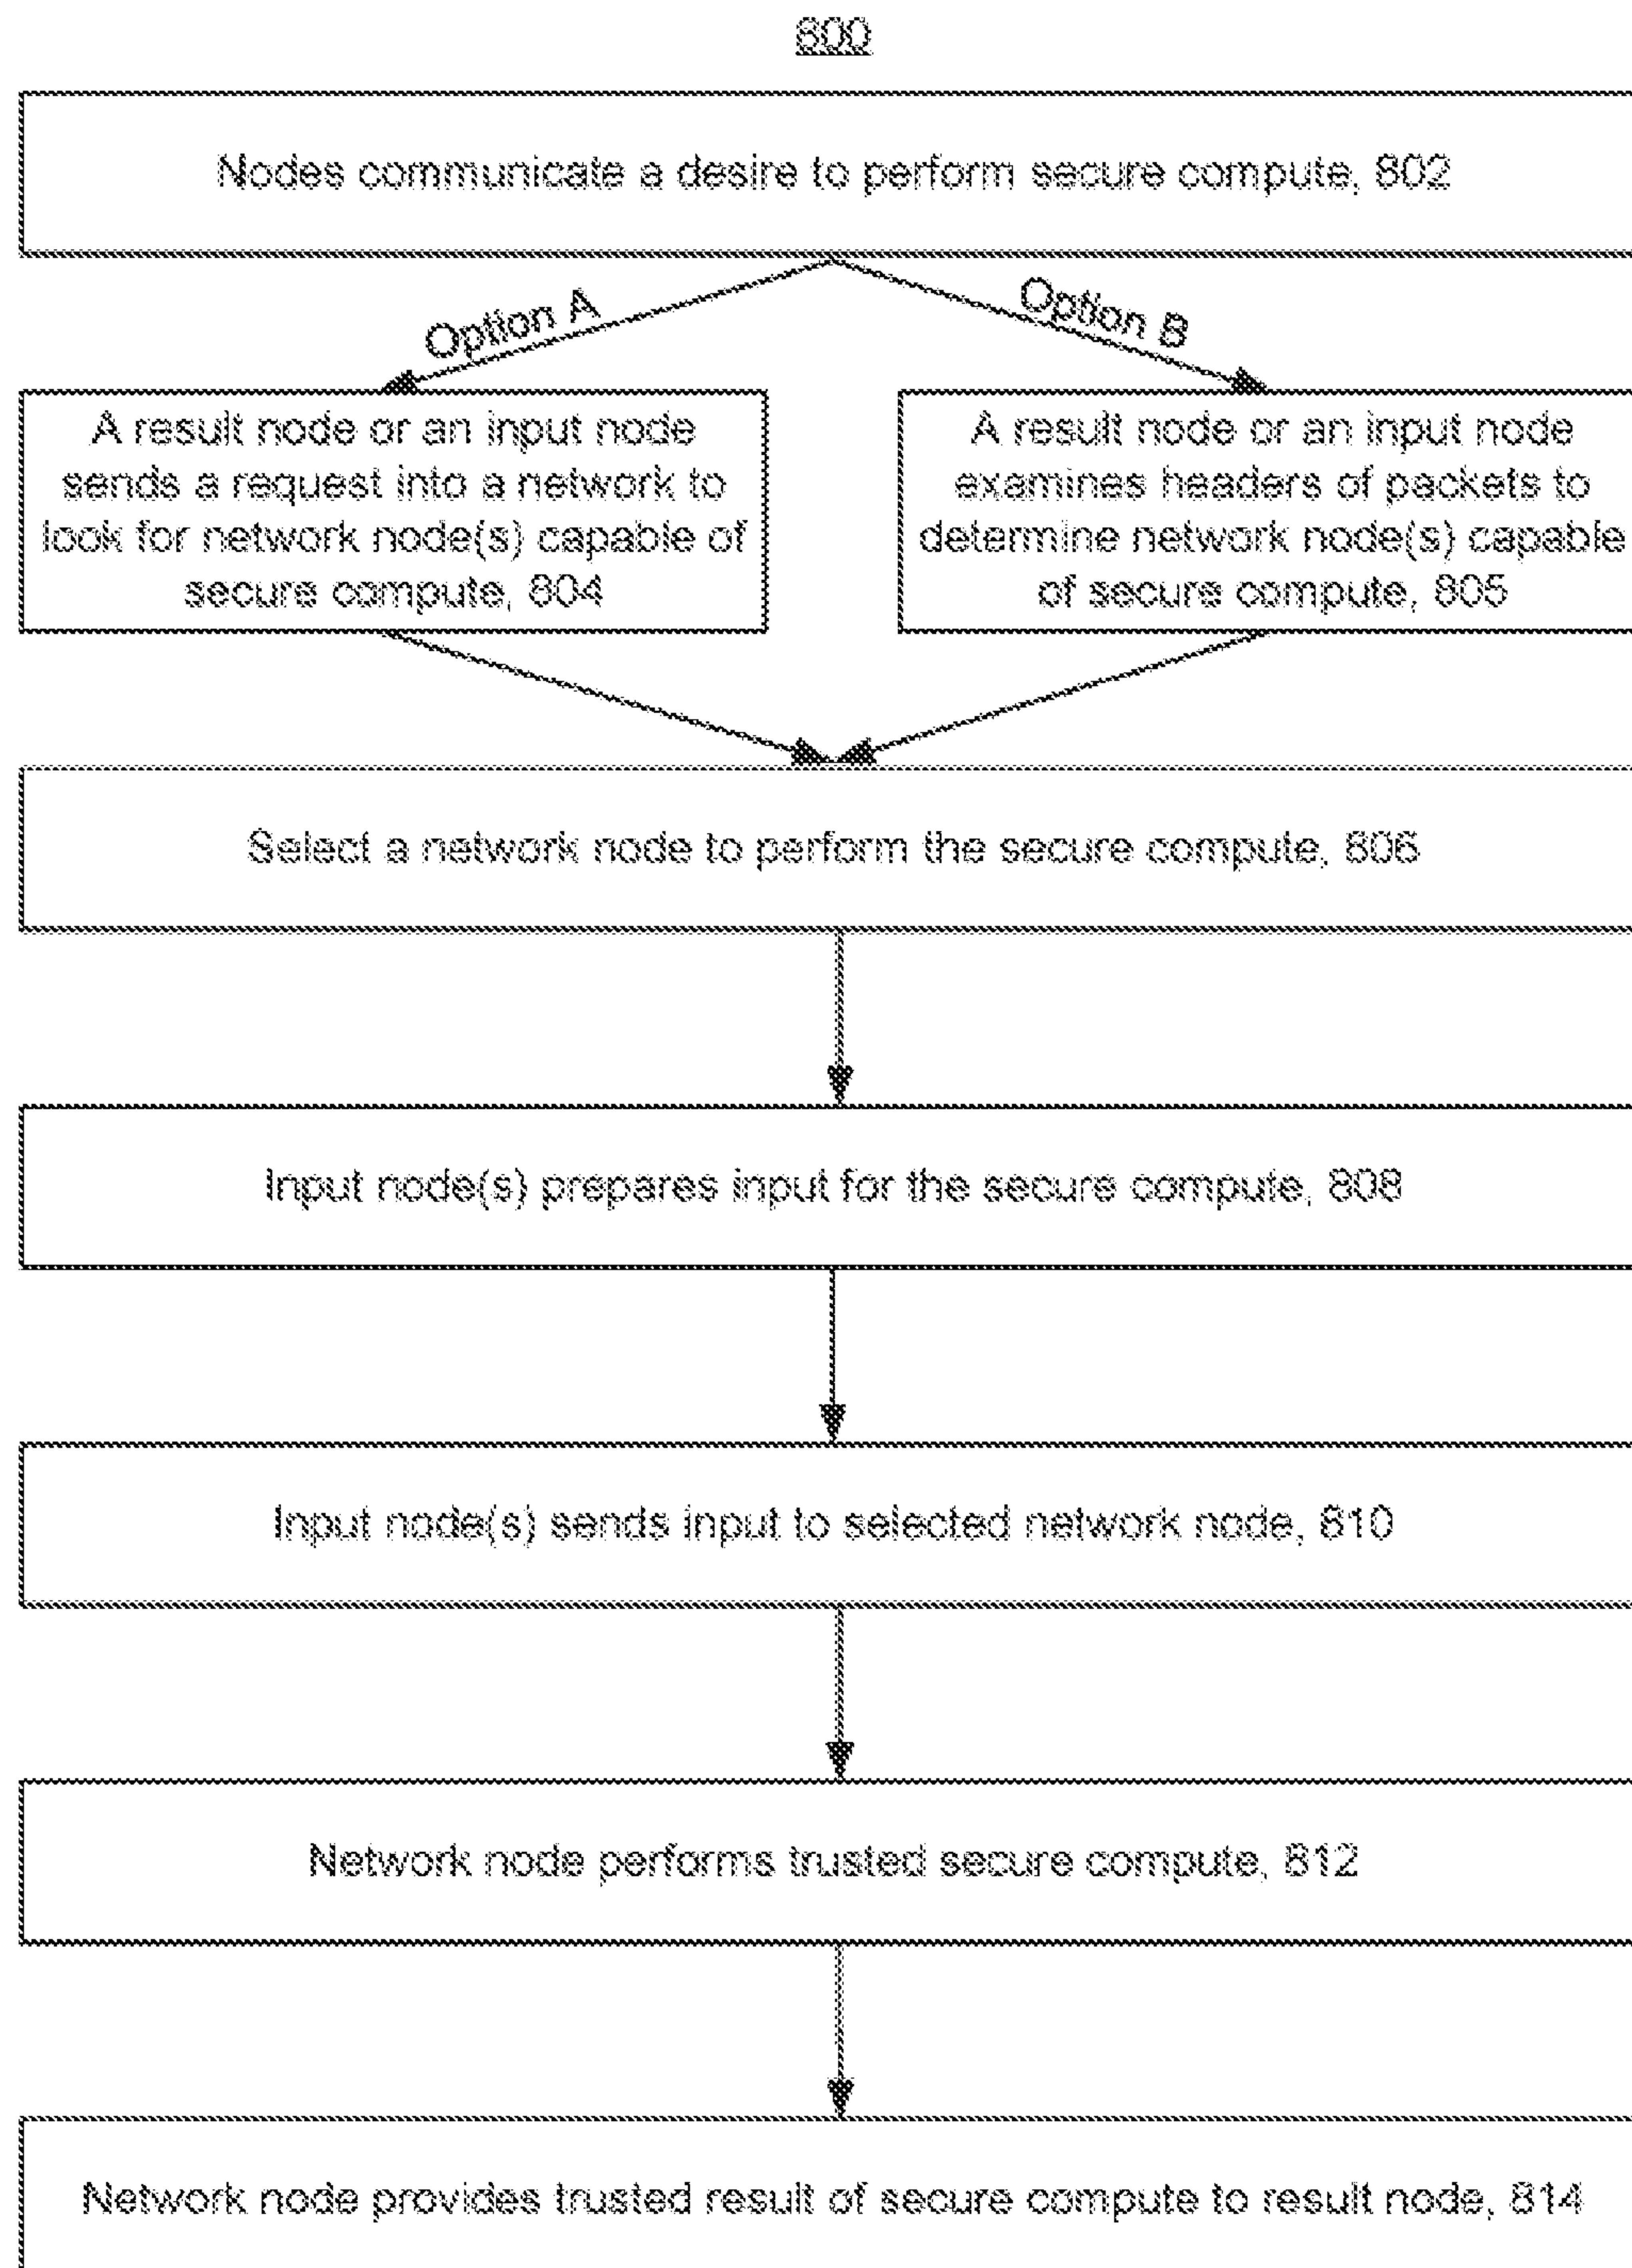 800
Nodes communicate a desire to perform secure compute, 802
Option A
Option B
A result node or an input node
sends a request into a network to
look for network node(s) capable of
secure compute, 804
A result node or an input node
examines headers of packets to
determine network node(s) capable
of secure compute, 805
Select a network node to perform the secure compute, 806
Input node(s) prepares input for the secure compute, 808
Input node(s) sends input to selected network node, 810
Network node performs trusted secure compute, 812
Network node provides trusted result of secure compute to result node, 814